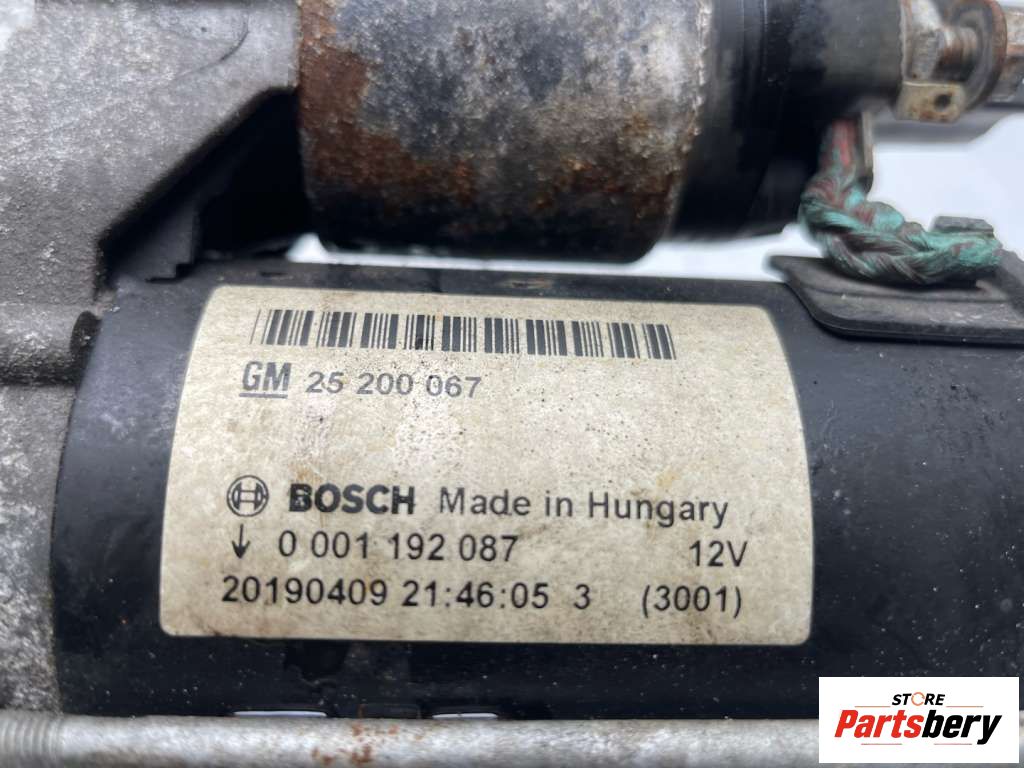 GM 25 200 067
BOSCH Made in Hungary
↓ 0 001 192 087 12V
20190409 21:46:05 3 (3001)
STORE
Partsbery